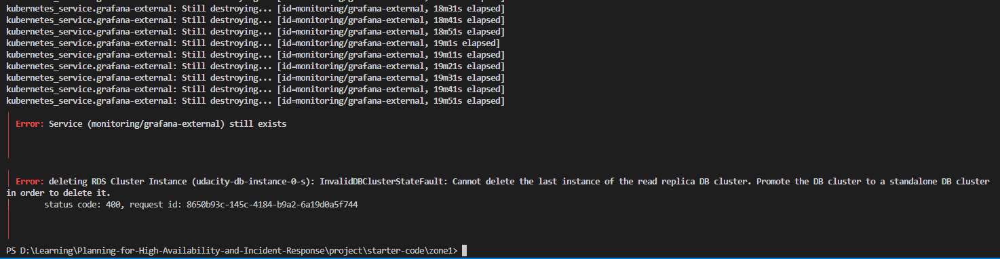 kubernetes_service.grafana-external: Still destroying... [id=monitoring/grafana-external, 18m31s elapsed]
kubernetes_service.grafana-external: Still destroying... [id=monitoring/grafana-external, 18m41s elapsed]
kubernetes_service.grafana-external: Still destroying... [id=monitoring/grafana-external, 18m51s elapsed]
kubernetes_service.grafana-external: Still destroying... [id=monitoring/grafana-external, 19m1s elapsed]
kubernetes_service.grafana-external: Still destroying... [id=monitoring/grafana-external, 19m11s elapsed]
kubernetes_service.grafana-external: Still destroying... [id=monitoring/grafana-external, 19m21s elapsed]
kubernetes_service.grafana-external: Still destroying... [id=monitoring/grafana-external, 19m31s elapsed]
kubernetes_service.grafana-external: Still destroying... [id=monitoring/grafana-external, 19m41s elapsed]
kubernetes_service.grafana-external: Still destroying... [id=monitoring/grafana-external, 19m51s elapsed]
Error: Service (monitoring/grafana-external) still exists
Error: deleting RDS Cluster Instance (udacity-db-instance-0-s): InvalidDBClusterStateFault: Cannot delete the last instance of the read replica DB cluster. Promote the DB cluster to a standalone DB cluster
in order to delete it.
status code: 400, request id: 8650b93c-145c-4184-b9a2-6a19d0a5f744
PS D:\Learning\Planning-for-High-Availability-and-Incident-Response\project\starter-code\zone1>